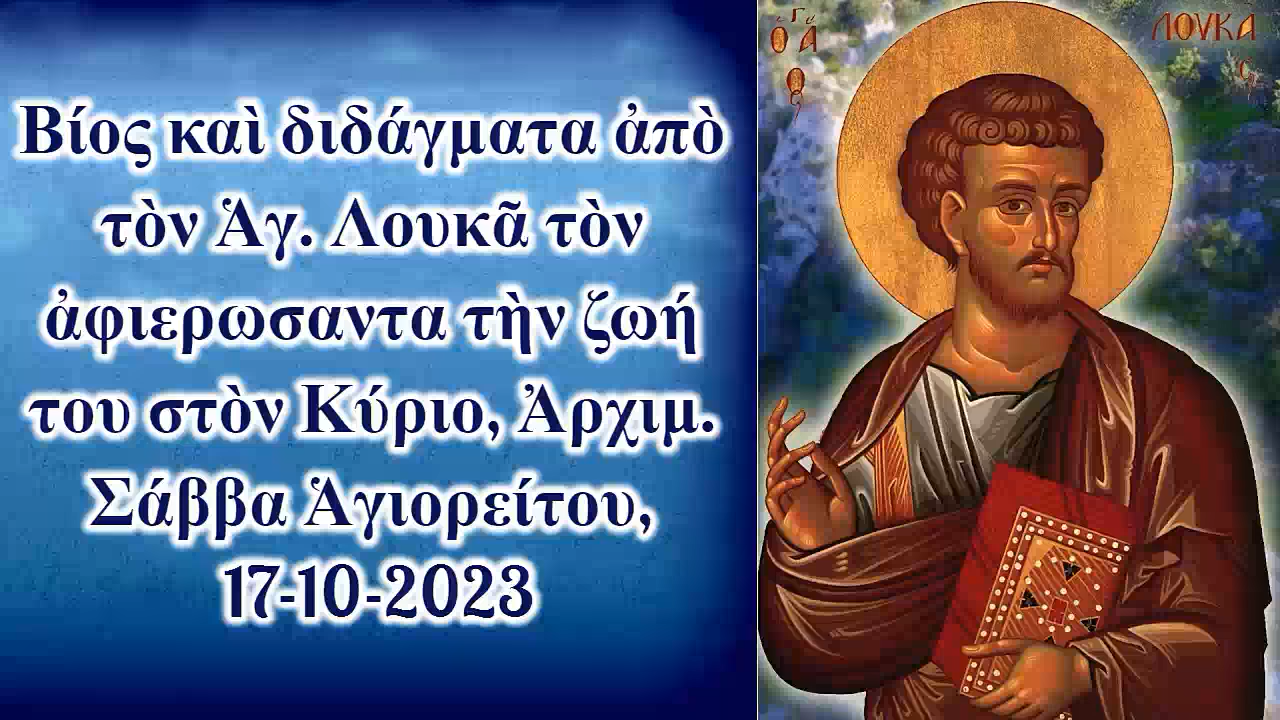 Βίος καὶ διδάγματα ἀπὸ
τὸν Ἁγ. Λουκᾶ τὸν
ἀφιερωσαντα τὴν ζωή
του στὸν Κύριο, Ἀρχιμ.
Σάββα Ἁγιορείτου,
17-10-2023
Ὁ ΑΓΙΟΣ
ΛΟΥΚΑΣ